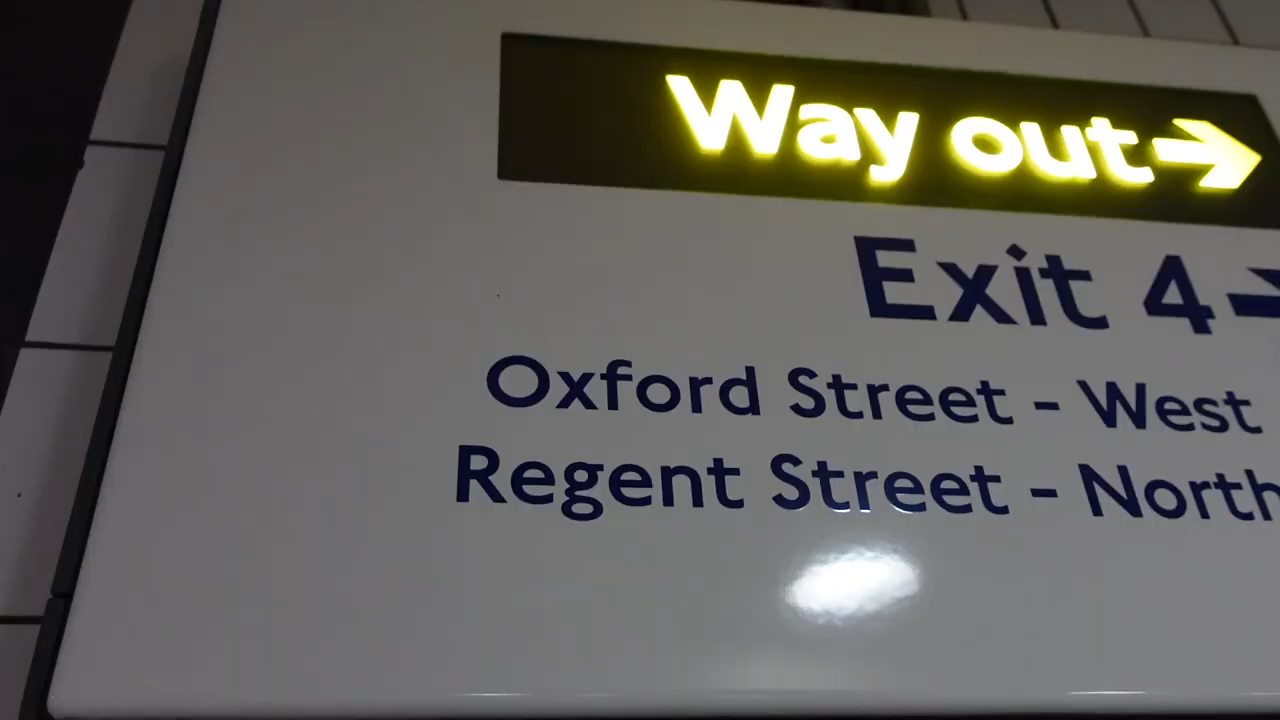 Way out→
Exit 4→
Oxford Street - West
Regent Street - North